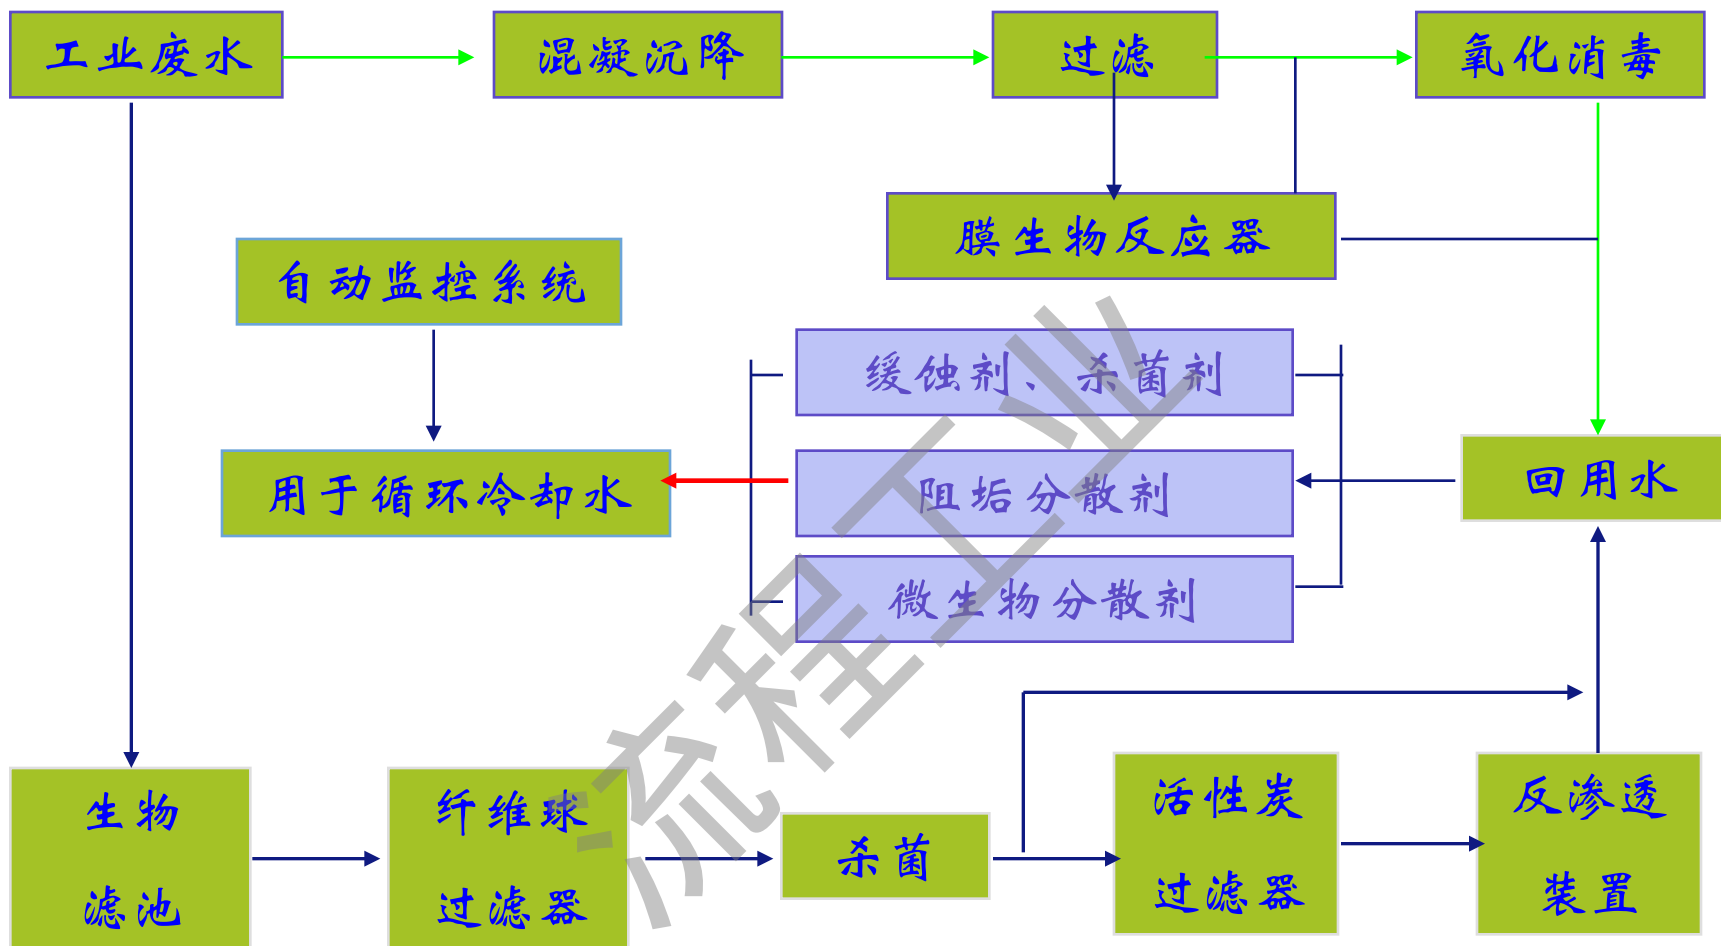 工业废水
混凝沉降
过滤
氧化消毒
膜生物反应器
自动监控系统
缓蚀剂、杀菌剂
用于循环冷却水
阻垢分散剂
回用水
微生物分散剂
生物
滤池
纤维球
过滤器
杀菌
活性炭
过滤器
反渗透
装置
流程工业